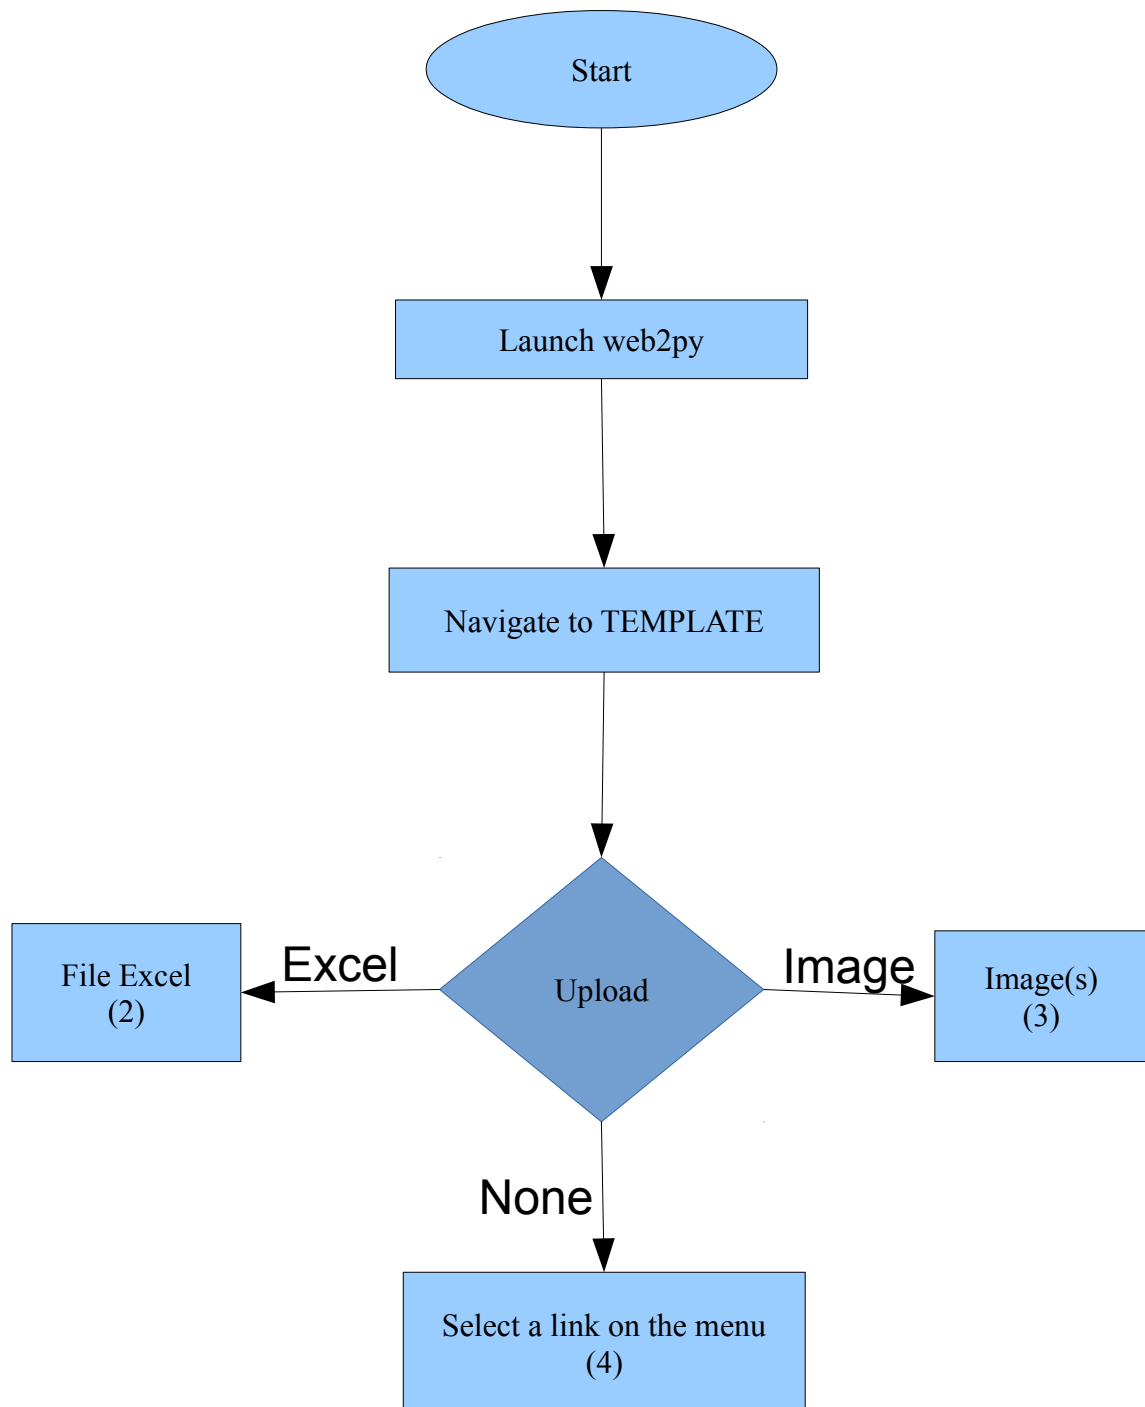 Start
Launch web2py
Navigate to TEMPLATE
Excel
Image
File Excel
(2)
Upload
Image(s)
(3)
None
Select a link on the menu
(4)